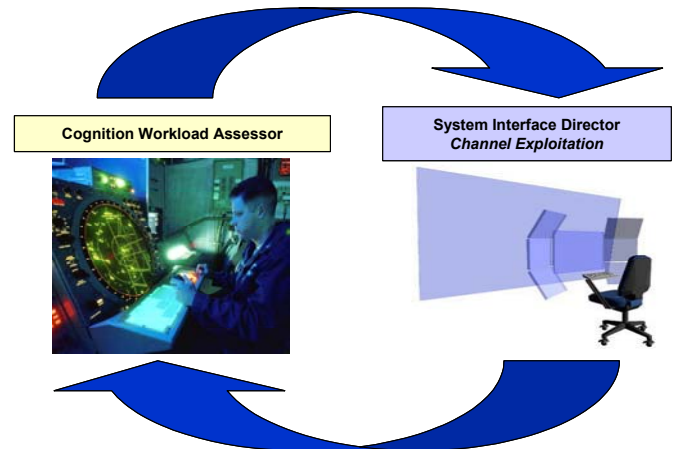 Cognition Workload Assessor
System Interface Director
Channel Exploitation